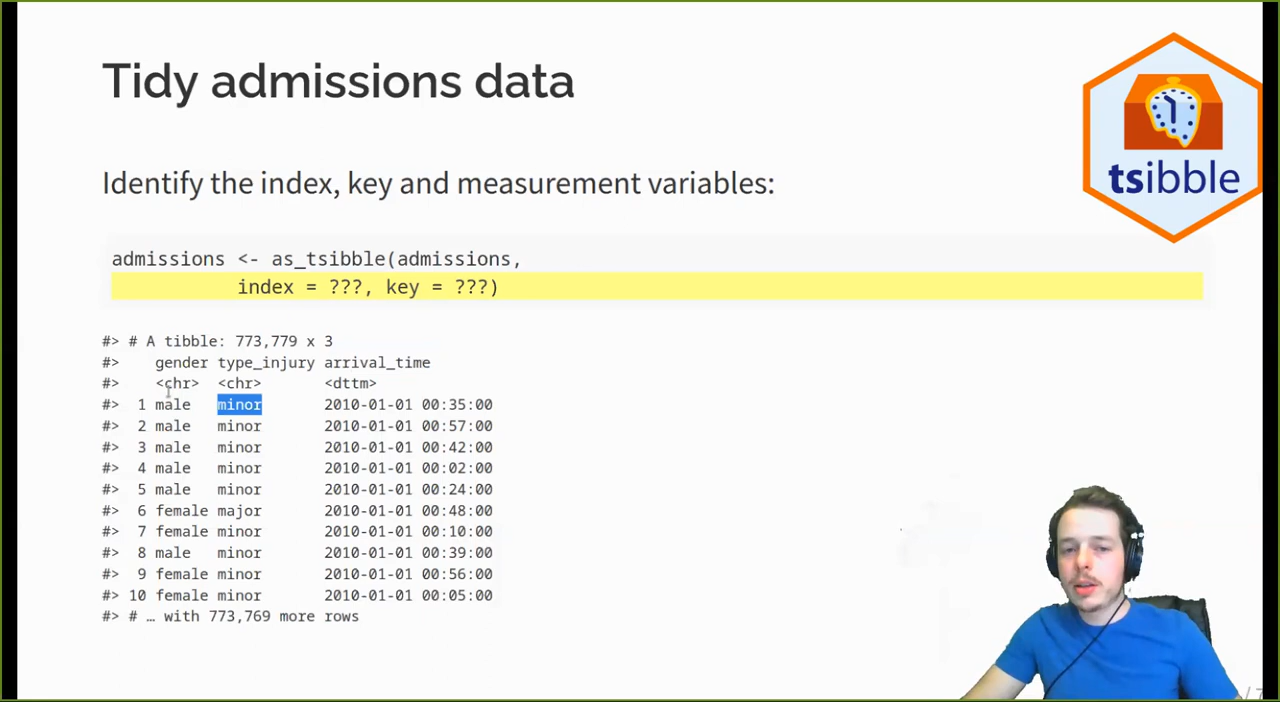 Tidy admissions data
tsibble
Identify the index, key and measurement variables:
admissions <- as_tsibble(admissions,
index = ???, key = ???)
#> # A tibble: 773,779 x 3
#> gender type_injury arrival_time
#> <chr> <chr> <dttm>
#> 1 male minor 2010-01-01 00:35:00
#> 2 male minor 2010-01-01 00:57:00
#> 3 male minor 2010-01-01 00:42:00
#> 4 male minor 2010-01-01 00:02:00
#> 5 male minor 2010-01-01 00:24:00
#> 6 female major 2010-01-01 00:48:00
#> 7 female minor 2010-01-01 00:10:00
#> 8 male minor 2010-01-01 00:39:00
#> 9 female minor 2010-01-01 00:56:00
#> 10 female minor 2010-01-01 00:05:00
#> # … with 773,769 more rows